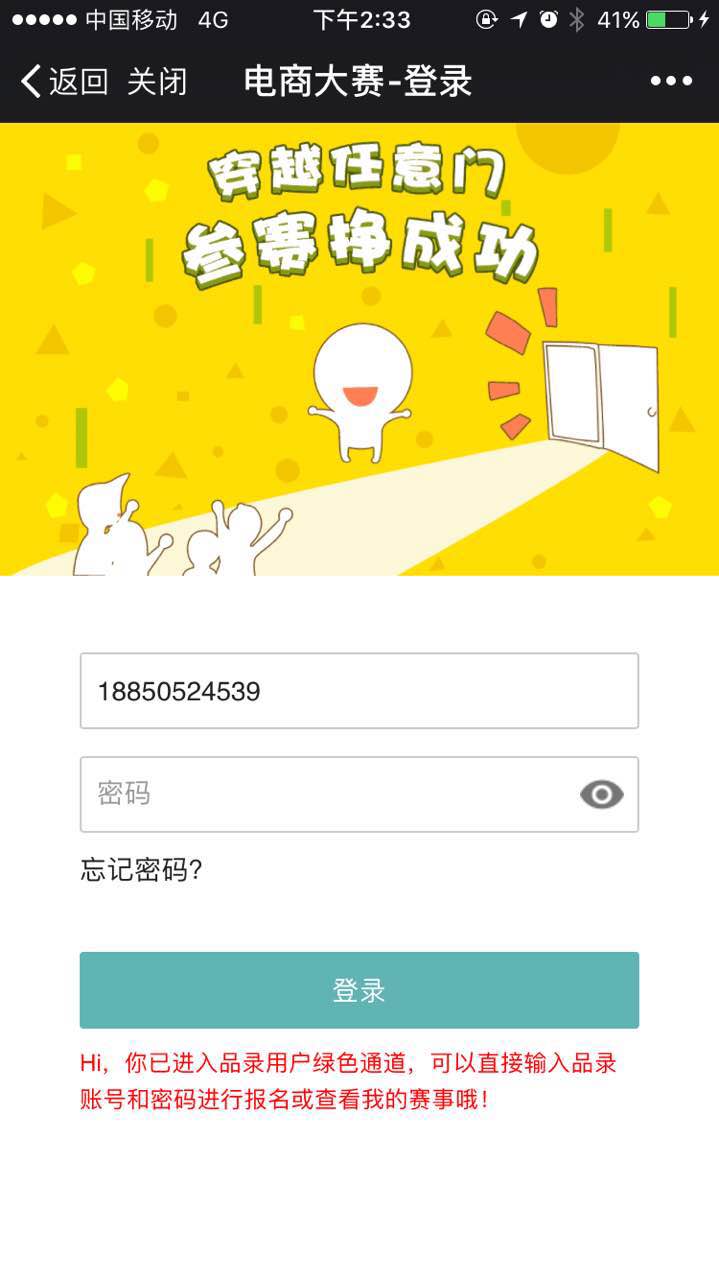 中国移动 4G 下午2:33 41%
返回 关闭 电商大赛-登录
穿越任意门
参赛挣成功
18850524539
密码
忘记密码?
登录
Hi，你已进入品录用户绿色通道，可以直接输入品录
账号和密码进行报名或查看我的赛事哦！